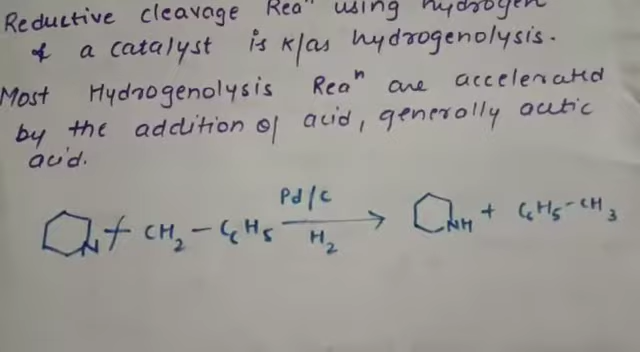 Reductive cleavage Reaⁿ using hydrogen
& a catalyst is k/as hydrogenolysis.
Most Hydrogenolysis Reaⁿ are accelerated
by the addition of acid, generally acetic
acid.
Pd/C
N + CH₂ - C₆H₅ → NH + C₆H₅-CH₃
H₂